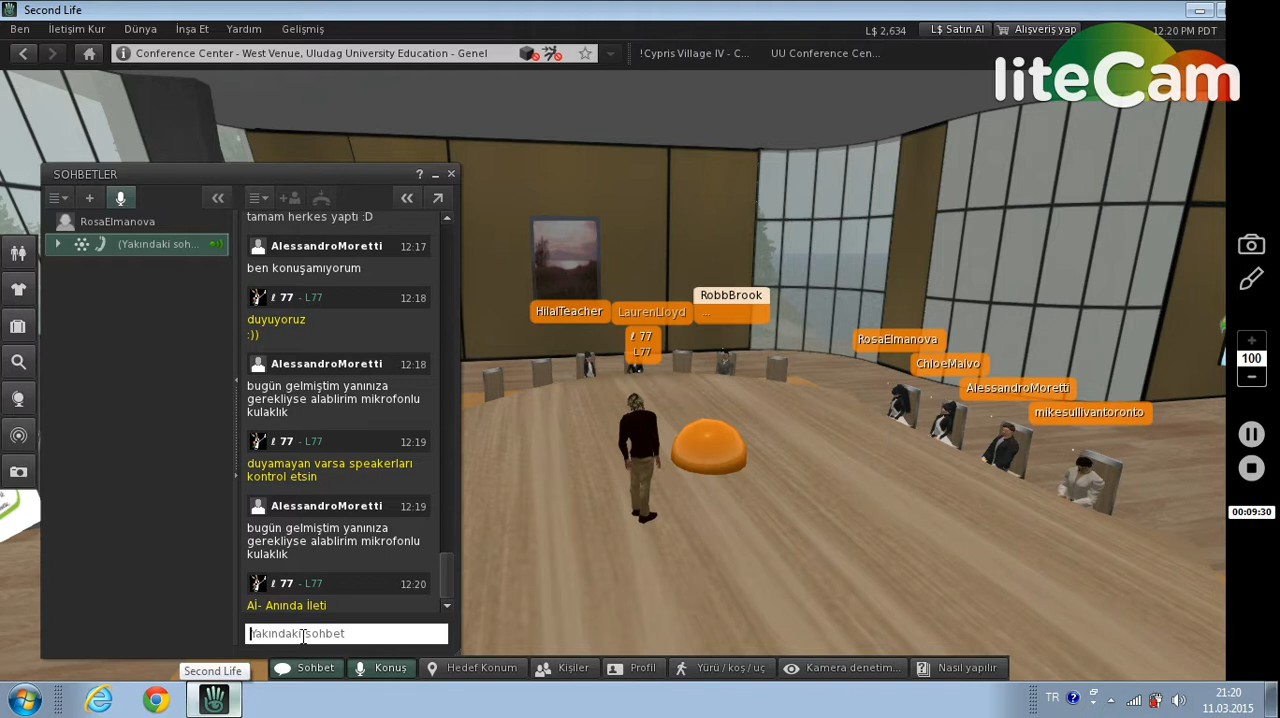 Second Life
Ben İletişim Kur Dünya İnşa Et Yardım Gelişmiş
L$ 2,634 L$ Satın Al Alışveriş yap 12:20 PM PDT
Conference Center - West Venue, Uludag University Education - Genel
!Cypris Village IV - C... UU Conference Cen...
liteCam
SOHBETLER
RosaElmanova
(Yakındaki soh...
tamam herkes yaptı :D
AlessandroMoretti 12:17
ben konuşamıyorum
ℓ 77 - L77 12:18
duyuyoruz
:))
AlessandroMoretti 12:18
bugün gelmiştim yanınıza
gerekliyse alabilirim mikrofonlu
kulaklık
ℓ 77 - L77 12:19
duyamayan varsa speakerları
kontrol etsin
AlessandroMoretti 12:19
bugün gelmiştim yanınıza
gerekliyse alabilirim mikrofonlu
kulaklık
ℓ 77 - L77 12:20
Aİ- Anında İleti
Yakındaki sohbet
HilalTeacher
LaurenLloyd
RobbBrook
...
ℓ 77
L77
RosaElmanova
ChloeMalvo
AlessandroMoretti
mikesullivantoronto
100
00:09:30
Second Life
Sohbet Konuş Hedef Konum Kişiler Profil Yürü / koş / uç Kamera denetim... Nasıl yapılır
TR
21:20
11.03.2015